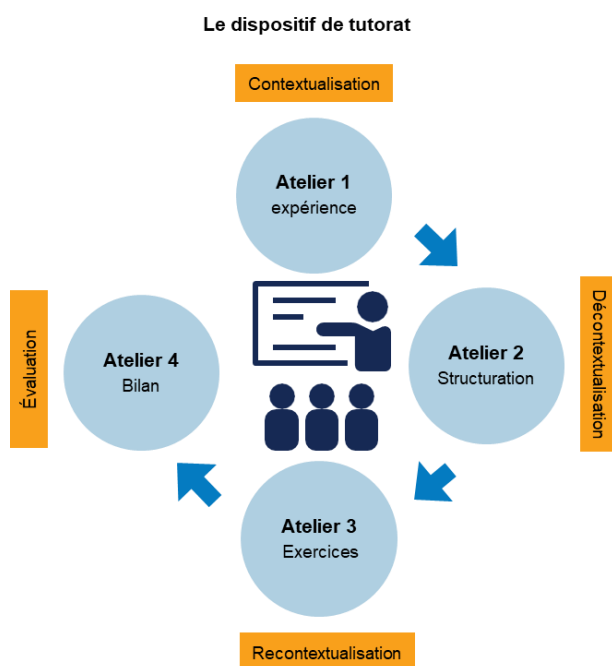 Le dispositif de tutorat
Contextualisation
Atelier 1
expérience
Décontextualisation
Atelier 2
Structuration
Évaluation
Atelier 4
Bilan
Atelier 3
Exercices
Recontextualisation